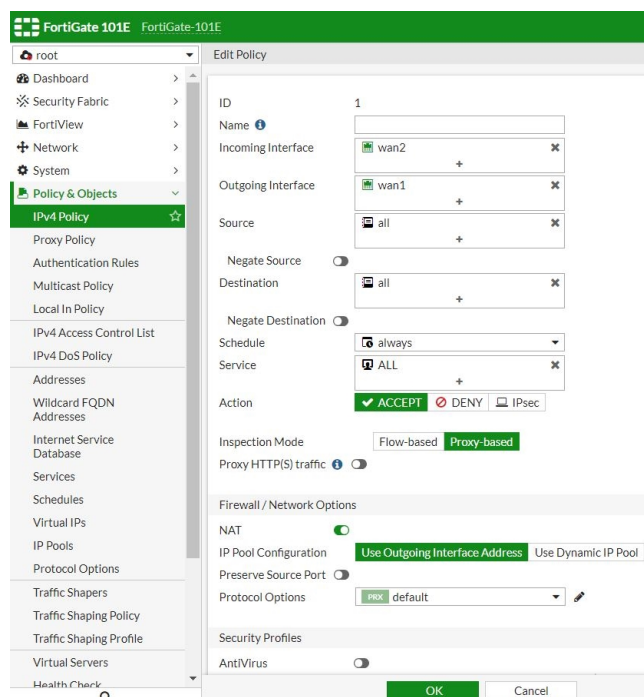 FortiGate 101E FortiGate-101E
root
Dashboard
Security Fabric
FortiView
Network
System
Policy & Objects
IPv4 Policy
Proxy Policy
Authentication Rules
Multicast Policy
Local In Policy
IPv4 Access Control List
IPv4 DoS Policy
Addresses
Wildcard FQDN
Addresses
Internet Service
Database
Services
Schedules
Virtual IPs
IP Pools
Protocol Options
Traffic Shapers
Traffic Shaping Policy
Traffic Shaping Profile
Virtual Servers
Health Check
Edit Policy
ID 1
Name
Incoming Interface wan2
+
Outgoing Interface wan1
+
Source all
+
Negate Source
Destination all
+
Negate Destination
Schedule always
Service ALL
+
Action ACCEPT DENY IPsec
Inspection Mode Flow-based Proxy-based
Proxy HTTP(S) traffic
Firewall / Network Options
NAT
IP Pool Configuration Use Outgoing Interface Address Use Dynamic IP Pool
Preserve Source Port
Protocol Options PRX default
Security Profiles
AntiVirus
OK Cancel